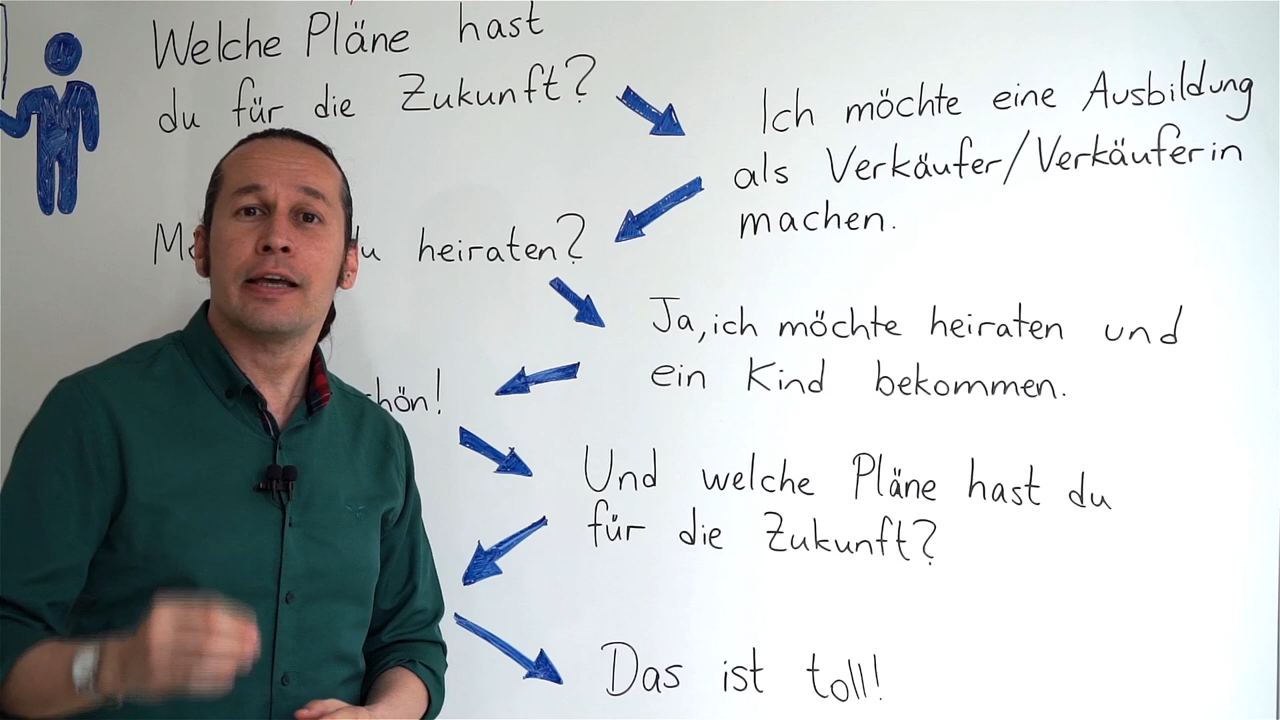 Welche Pläne hast
du für die Zukunft?
Ich möchte eine Ausbildung
als Verkäufer/Verkäuferin
machen.
heiraten?
Ja, ich möchte heiraten und
ein Kind bekommen.
Und welche Pläne hast du
für die Zukunft?
Das ist toll!